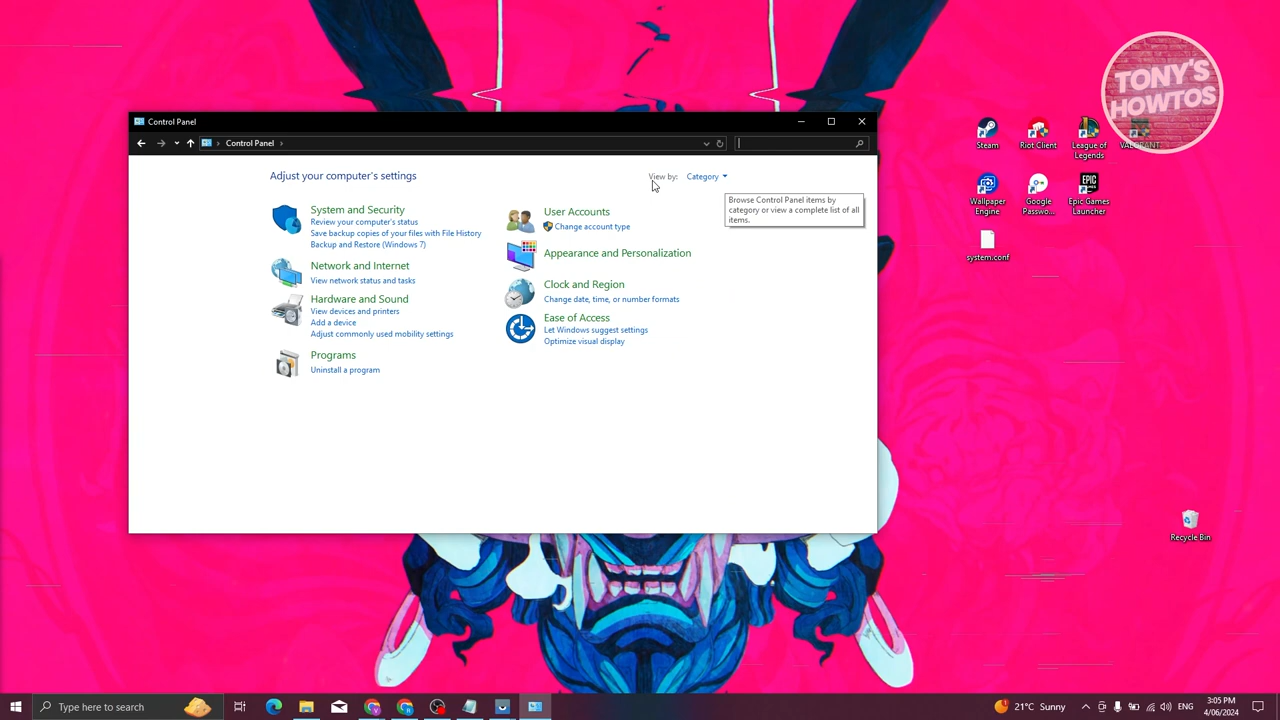 TONY'S
HOWTOS
Control Panel
Control Panel
Adjust your computer's settings
View by:
Category
Browse Control Panel items by
category or view a complete list of all
items.
System and Security
Review your computer's status
Save backup copies of your files with File History
Backup and Restore (Windows 7)
Network and Internet
View network status and tasks
Hardware and Sound
View devices and printers
Add a device
Adjust commonly used mobility settings
Programs
Uninstall a program
User Accounts
Change account type
Appearance and Personalization
Clock and Region
Change date, time, or number formats
Ease of Access
Let Windows suggest settings
Optimize visual display
Steam
Riot Client
League of
Legends
VALORANT
Wallpaper
Engine
Google
Passwo...
EPIC
GAMES
Epic Games
Launcher
system.conf
Recycle Bin
Type here to search
21°C Sunny
ENG
3:05 PM
4/06/2024